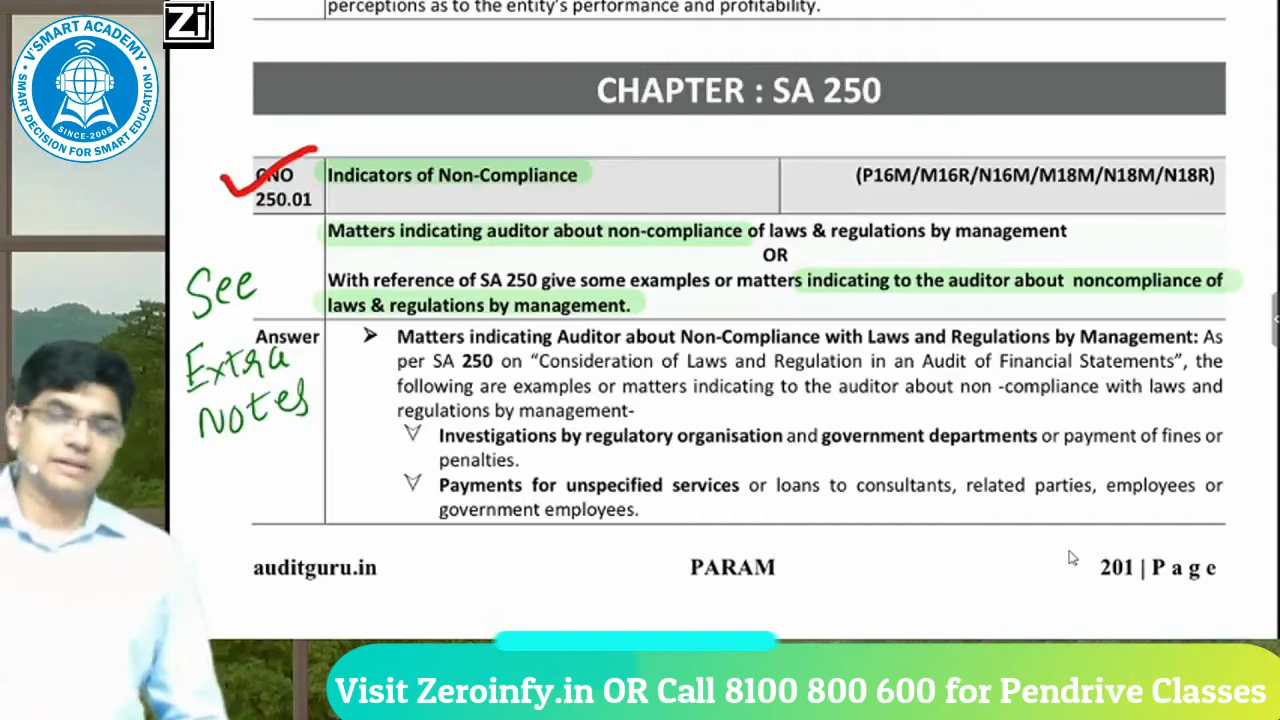 perceptions as to the entity's performance and profitability.
V'SMART ACADEMY
SINCE-2005
SMART DECISION FOR SMART EDUCATION
Zi
CHAPTER : SA 250
QNO
250.01
Indicators of Non-Compliance
(P16M/M16R/N16M/M18M/N18M/N18R)
Matters indicating auditor about non-compliance of laws & regulations by management
OR
With reference of SA 250 give some examples or matters indicating to the auditor about noncompliance of
laws & regulations by management.
See
Extra
Notes
Answer
➤ Matters indicating Auditor about Non-Compliance with Laws and Regulations by Management: As
per SA 250 on “Consideration of Laws and Regulation in an Audit of Financial Statements”, the
following are examples or matters indicating to the auditor about non -compliance with laws and
regulations by management-
Investigations by regulatory organisation and government departments or payment of fines or
penalties.
Payments for unspecified services or loans to consultants, related parties, employees or
government employees.
auditguru.in
PARAM
201 | P a g e
Visit Zeroinfy.in OR Call 8100 800 600 for Pendrive Classes